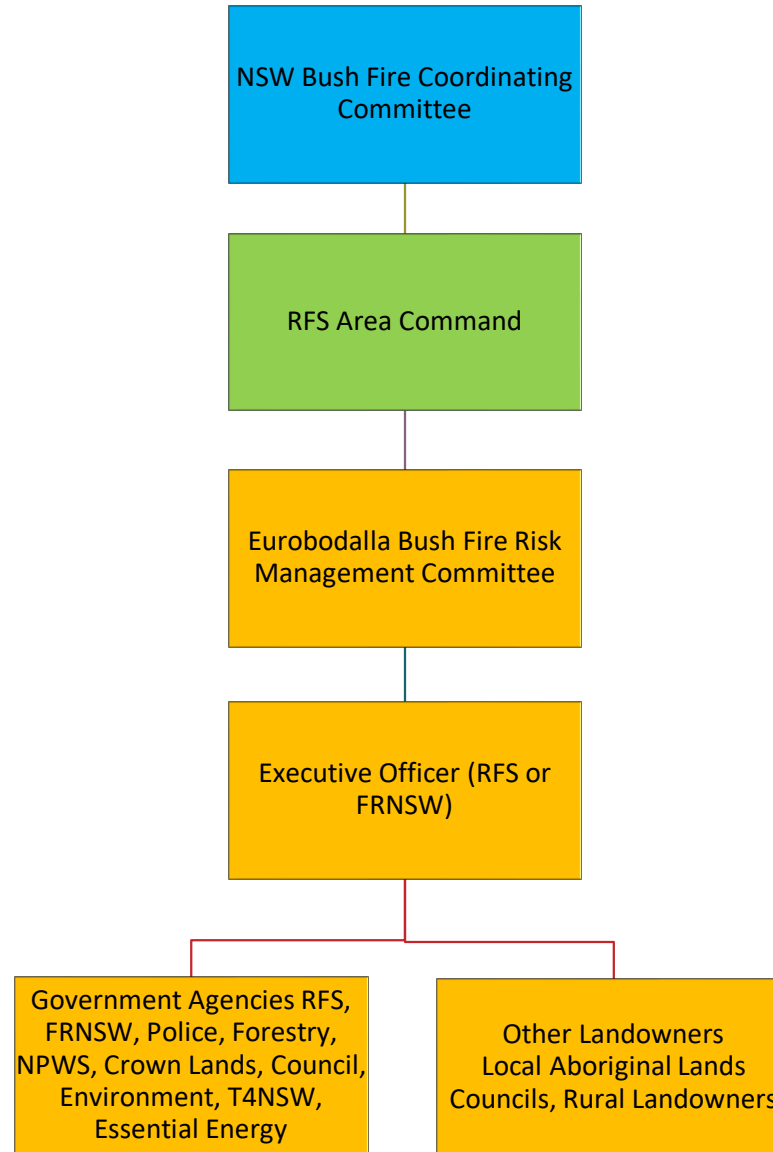 NSW Bush Fire Coordinating
Committee
RFS Area Command
Eurobodalla Bush Fire Risk
Management Committee
Executive Officer (RFS or
FRNSW)
Government Agencies RFS,
FRNSW, Police, Forestry,
NPWS, Crown Lands, Council,
Environment, T4NSW,
Essential Energy
Other Landowners
Local Aboriginal Lands
Councils, Rural Landowners